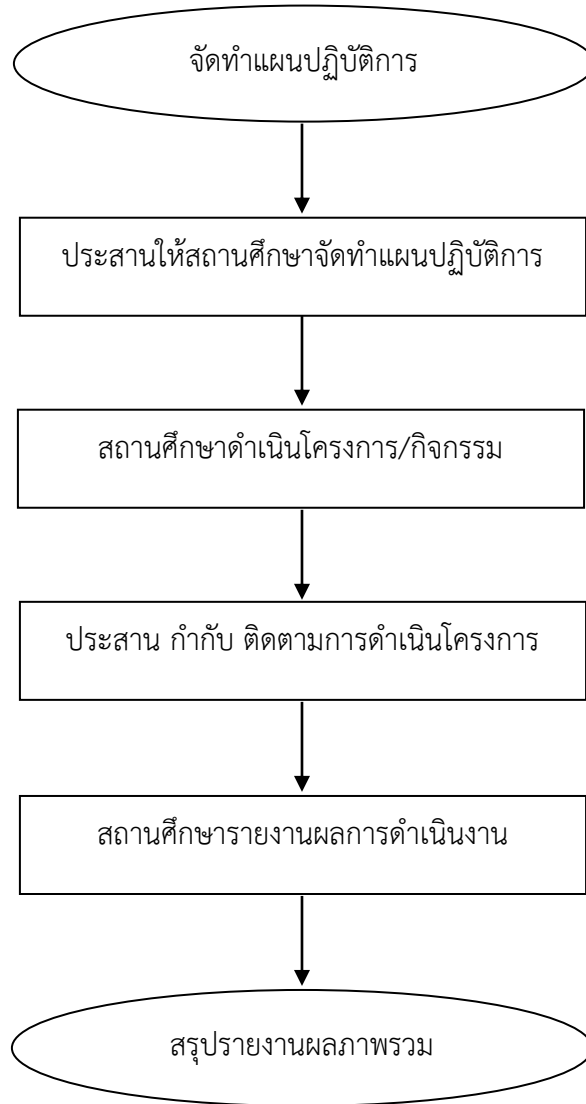 จัดทำแผนปฏิบัติการ
ประสานให้สถานศึกษาจัดทำแผนปฏิบัติการ
สถานศึกษาดำเนินโครงการ/กิจกรรม
ประสาน กำกับ ติดตามการดำเนินโครงการ
สถานศึกษารายงานผลการดำเนินงาน
สรุปรายงานผลภาพรวม